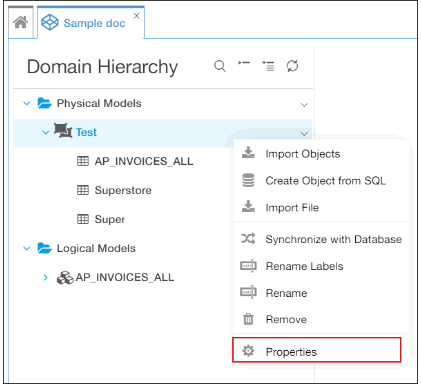 Sample doc
Domain Hierarchy
Physical Models
Test
AP_INVOICES_ALL
Superstore
Super
Logical Models
AP_INVOICES_ALL
Import Objects
Create Object from SQL
Import File
Synchronize with Database
Rename Labels
Rename
Remove
Properties